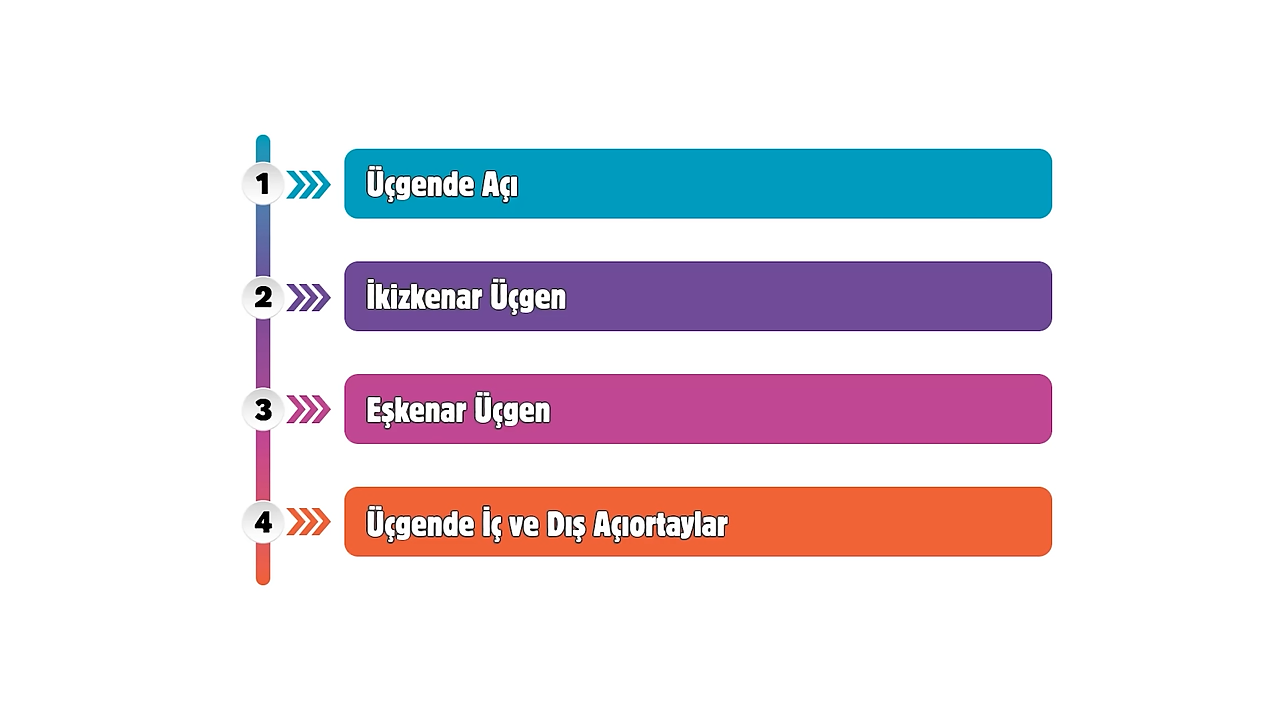 1 Üçgende Açı
2 İkizkenar Üçgen
3 Eşkenar Üçgen
4 Üçgende İç ve Dış Açıortaylar